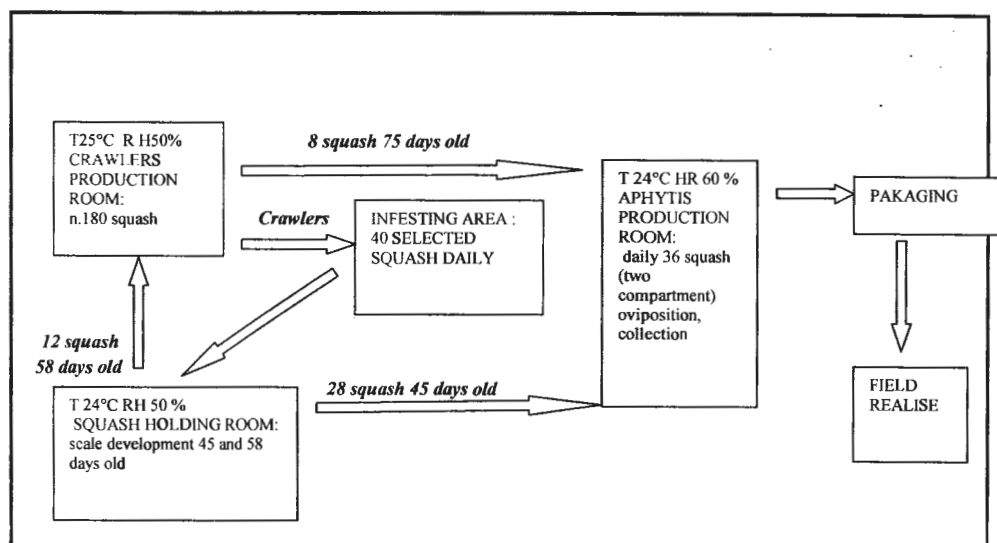 T25°C R H50%
CRAWLERS
PRODUCTION
ROOM:
n.180 squash
8 squash 75 days old
Crawlers
INFESTING AREA :
40 SELECTED
SQUASH DAILY
T 24°C HR 60 %
APHYTIS
PRODUCTION
ROOM:
daily 36 squash
(two
compartment)
oviposition,
collection
PAKAGING
12 squash
58 days old
T 24°C RH 50 %
SQUASH HOLDING ROOM:
scale development 45 and 58
days old
28 squash 45 days old
FIELD
REALISE